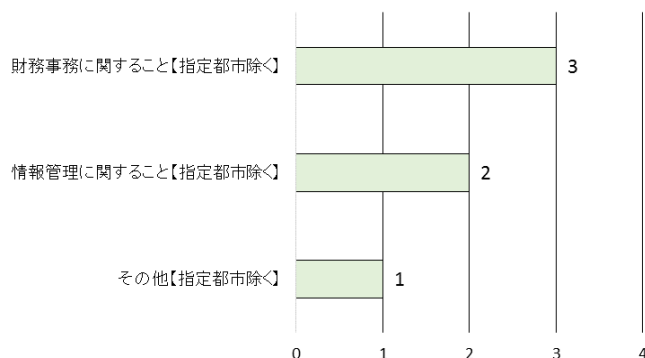 財務事務に関すること【指定都市除く】
3
情報管理に関すること【指定都市除く】
2
その他【指定都市除く】
1
0 1 2 3 4